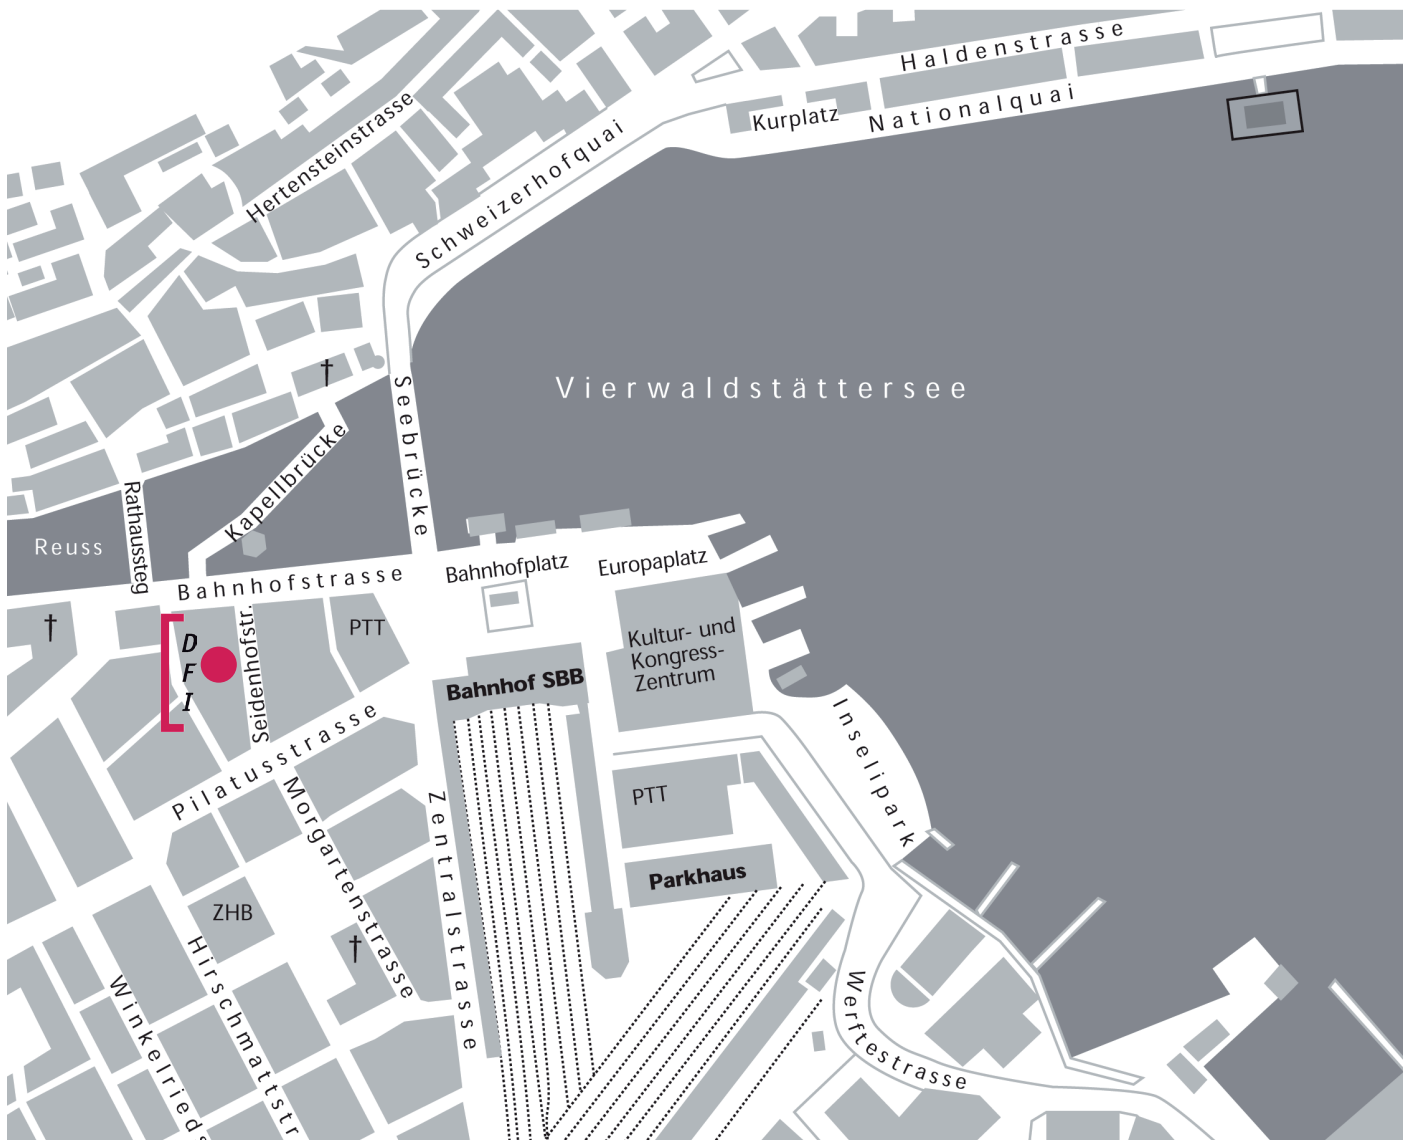 Haldenstrasse
Nationalquai
Kurplatz
Hertensteinstrasse
Schweizerhofquai
Vierwaldstättersee
†
Seebrücke
Kapellbrücke
Rathaussteg
Reuss
Bahnhofstrasse
Bahnhofplatz
Europaplatz
†
D
F
I
Seidenhofstr.
PTT
Kultur- und
Kongress-
Zentrum
Bahnhof SBB
Pilatusstrasse
Inselipark
PTT
Morgartenstrasse
Zentralstrasse
Parkhaus
ZHB
†
Hirschmattstr
Winkelrieds
Werftestrasse